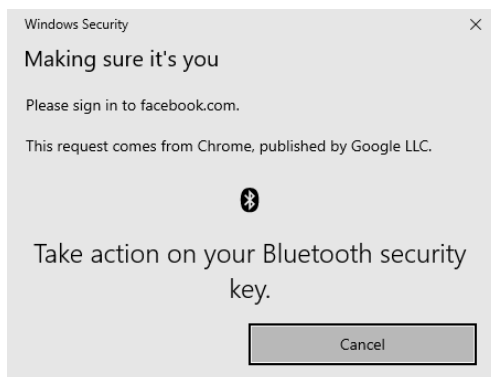 Windows Security
Making sure it's you
Please sign in to facebook.com.
This request comes from Chrome, published by Google LLC.
Take action on your Bluetooth security
key.
Cancel